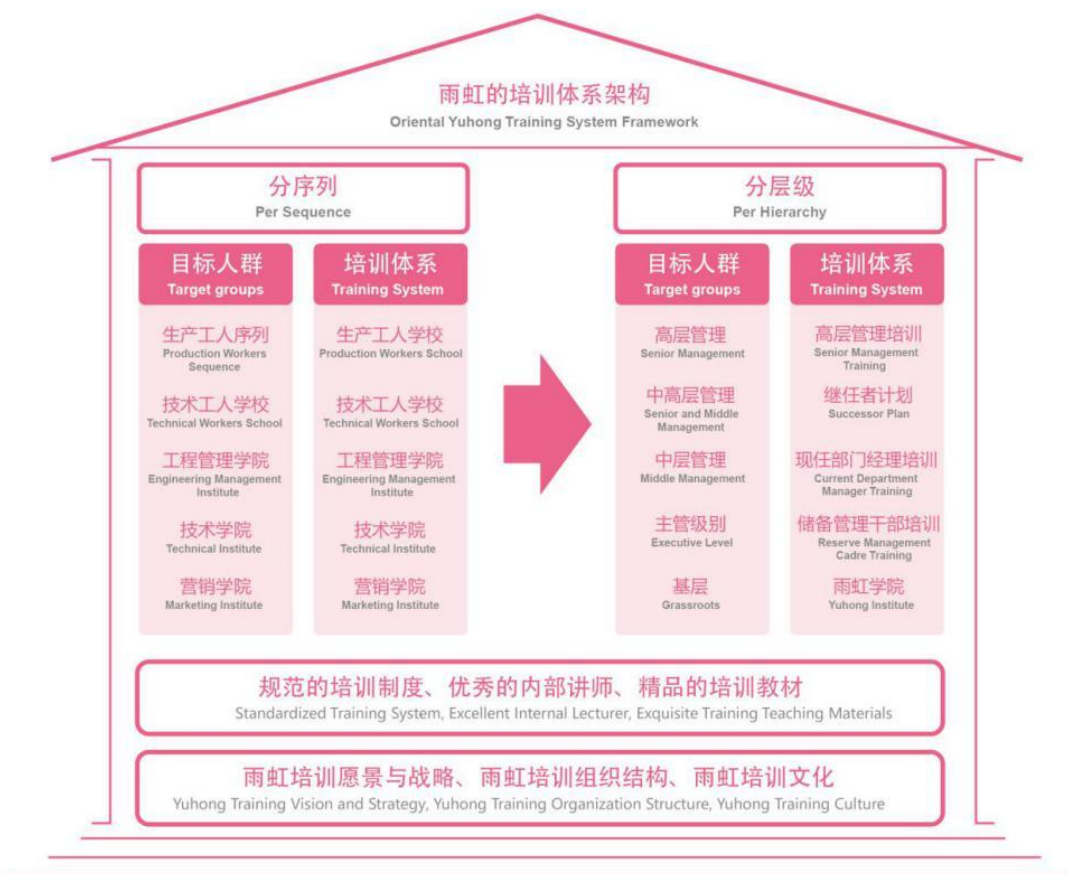 雨虹的培训体系架构
Oriental Yuhong Training System Framework
分序列
Per Sequence
目标人群
Target groups
培训体系
Training System
生产工人序列
Production Workers
Sequence
生产工人学校
Production Workers School
技术工人学校
Technical Workers School
技术工人学校
Technical Workers School
工程管理学院
Engineering Management
Institute
工程管理学院
Engineering Management
Institute
技术学院
Technical Institute
技术学院
Technical Institute
营销学院
Marketing Institute
营销学院
Marketing Institute
分层级
Per Hierarchy
目标人群
Target groups
培训体系
Training System
高层管理
Senior Management
高层管理培训
Senior Management
Training
中高层管理
Senior and Middle
Management
继任者计划
Successor Plan
中层管理
Middle Management
现任部门经理培训
Current Department
Manager Training
主管级别
Executive Level
储备管理干部培训
Reserve Management
Cadre Training
基层
Grassroots
雨虹学院
Yuhong Institute
规范的培训制度、优秀的内部讲师、精品的培训教材
Standardized Training System, Excellent Internal Lecturer, Exquisite Training Teaching Materials
雨虹培训愿景与战略、雨虹培训组织结构、雨虹培训文化
Yuhong Training Vision and Strategy, Yuhong Training Organization Structure, Yuhong Training Culture